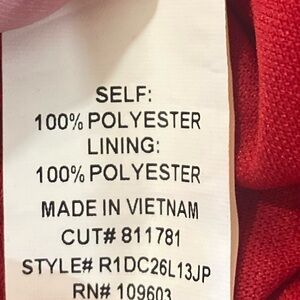 SELF:
100% POLYESTER
LINING:
100% POLYESTER
MADE IN VIETNAM
CUT# 811781
STYLE# R1DC26L13JP
RN# 109603